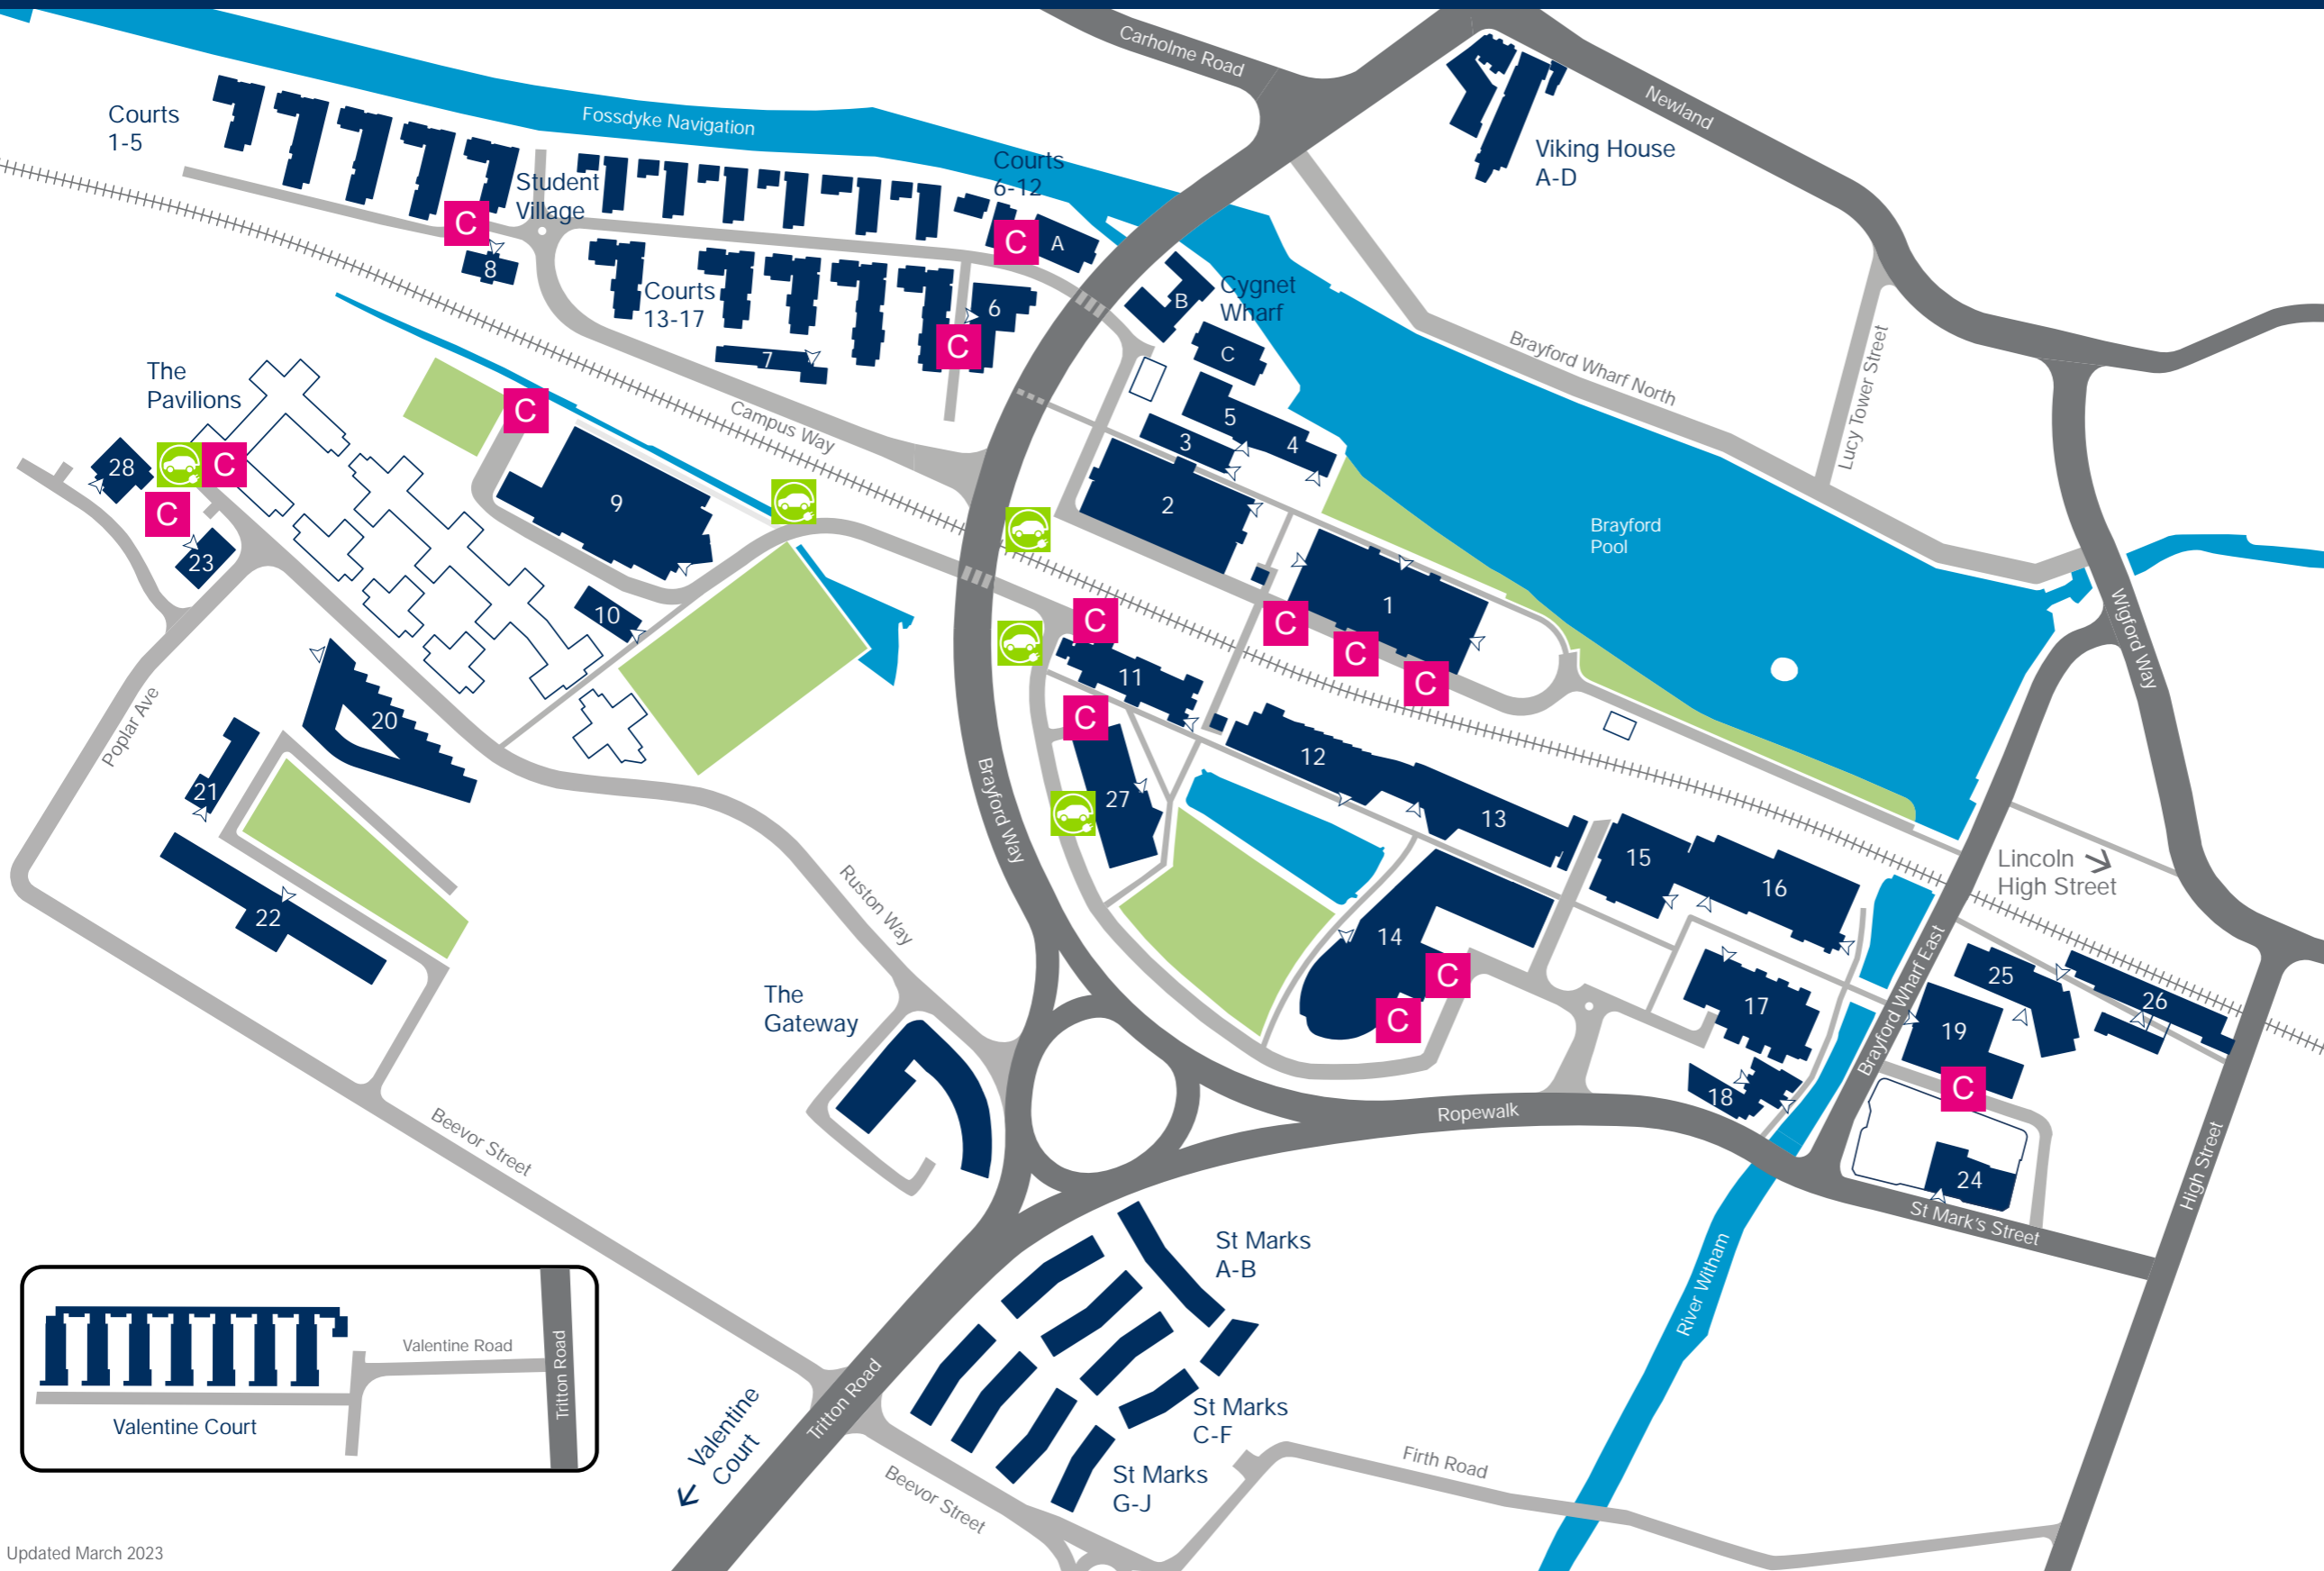 Carholme Road
Newland
Courts
1-5
Fossdyke Navigation
Viking House
A-D
Student
Village
Courts
6-12
C
C
A
8
Courts
13-17
6
C
7
B
Cygnet
Wharf
C
5
4
3
2
Brayford Wharf North
Lucy Tower Street
The
Pavilions
C
Campus Way
28
C
C
9
23
10
Brayford
Pool
Wigford Way
1
C
C
C
C
11
C
27
12
13
20
21
22
Poplar Ave
Brayford Way
Ruston Way
15
16
14
C
C
17
18
Lincoln
High Street
Brayford Wharf East
25
26
19
C
24
The
Gateway
Ropewalk
St Mark's Street
High Street
Beevor Street
River Witham
St Marks
A-B
St Marks
C-F
St Marks
G-J
Tritton Road
Valentine
Court
Beevor Street
Firth Road
Valentine Road
Tritton Road
Valentine Court
Updated March 2023